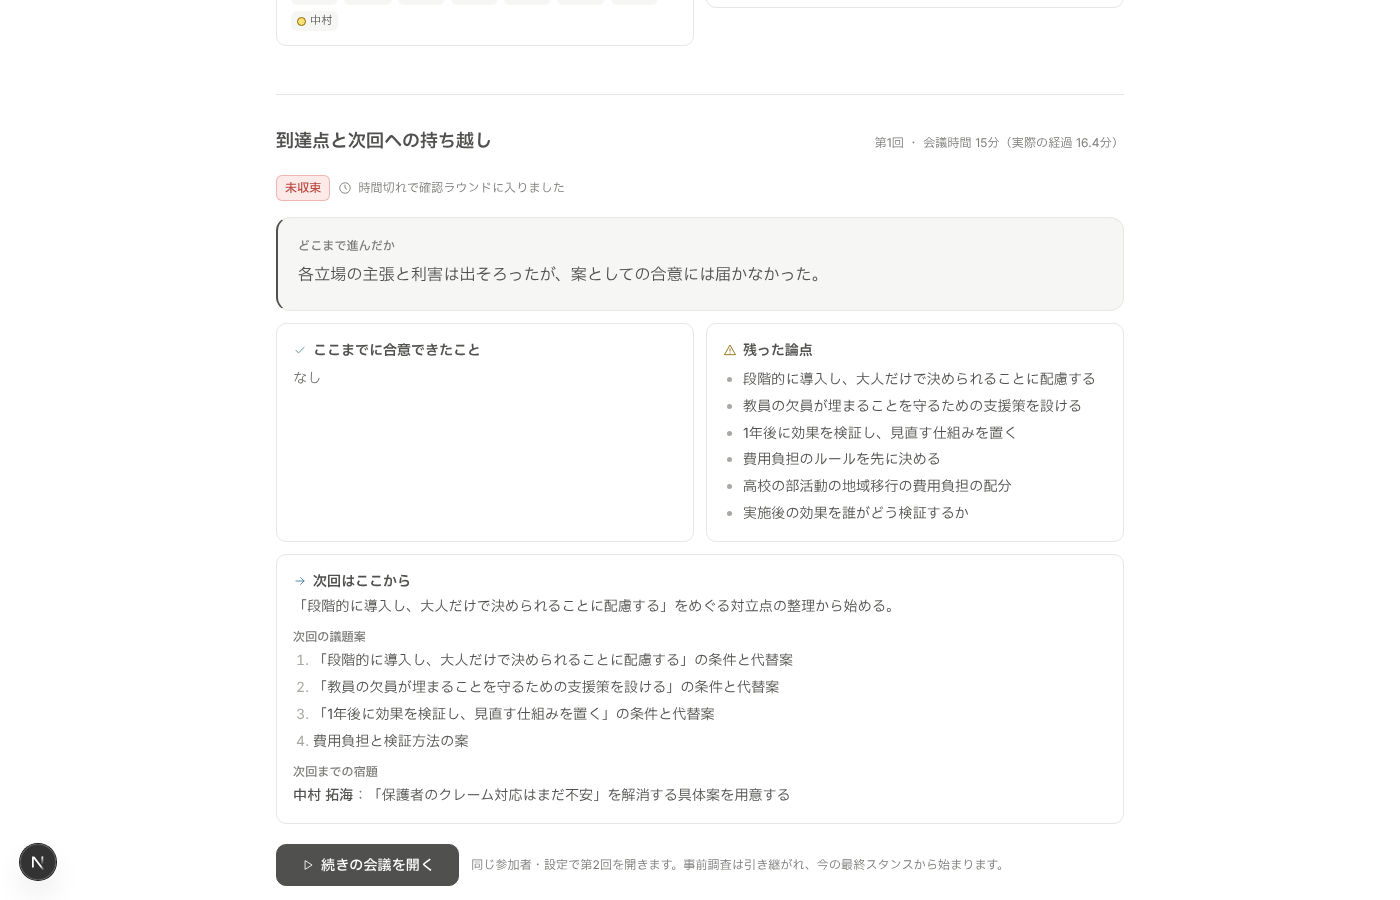 中村
到達点と次回への持ち越し
第1回 ・ 会議時間 15分（実際の経過 16.4分）
未収束
時間切れで確認ラウンドに入りました
どこまで進んだか
各立場の主張と利害は出そろったが、案としての合意には届かなかった。
ここまでに合意できたこと
なし
残った論点
段階的に導入し、大人だけで決められることに配慮する
教員の欠員が埋まることを守るための支援策を設ける
1年後に効果を検証し、見直す仕組みを置く
費用負担のルールを先に決める
高校の部活動の地域移行の費用負担の配分
実施後の効果を誰がどう検証するか
次回はここから
「段階的に導入し、大人だけで決められることに配慮する」をめぐる対立点の整理から始める。
次回の議題案
1. 「段階的に導入し、大人だけで決められることに配慮する」の条件と代替案
2. 「教員の欠員が埋まることを守るための支援策を設ける」の条件と代替案
3. 「1年後に効果を検証し、見直す仕組みを置く」の条件と代替案
4. 費用負担と検証方法の案
次回までの宿題
中村 拓海：「保護者のクレーム対応はまだ不安」を解消する具体案を用意する
N
続きの会議を開く
同じ参加者・設定で第2回を開きます。事前調査は引き継がれ、今の最終スタンスから始まります。